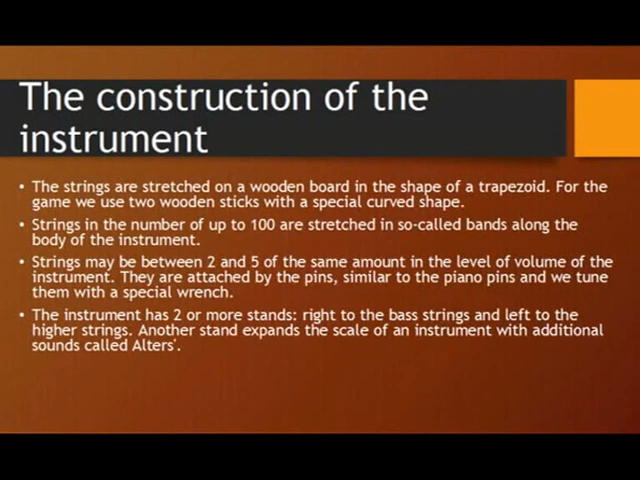 The construction of the
instrument
• The strings are stretched on a wooden board in the shape of a trapezoid. For the
game we use two wooden sticks with a special curved shape.
• Strings in the number of up to 100 are stretched in so-called bands along the
body of the instrument.
• Strings may be between 2 and 5 of the same amount in the level of volume of the
instrument. They are attached by the pins, similar to the piano pins and we tune
them with a special wrench.
• The instrument has 2 or more stands: right to the bass strings and left to the
higher strings. Another stand expands the scale of an instrument with additional
sounds called Alters'.